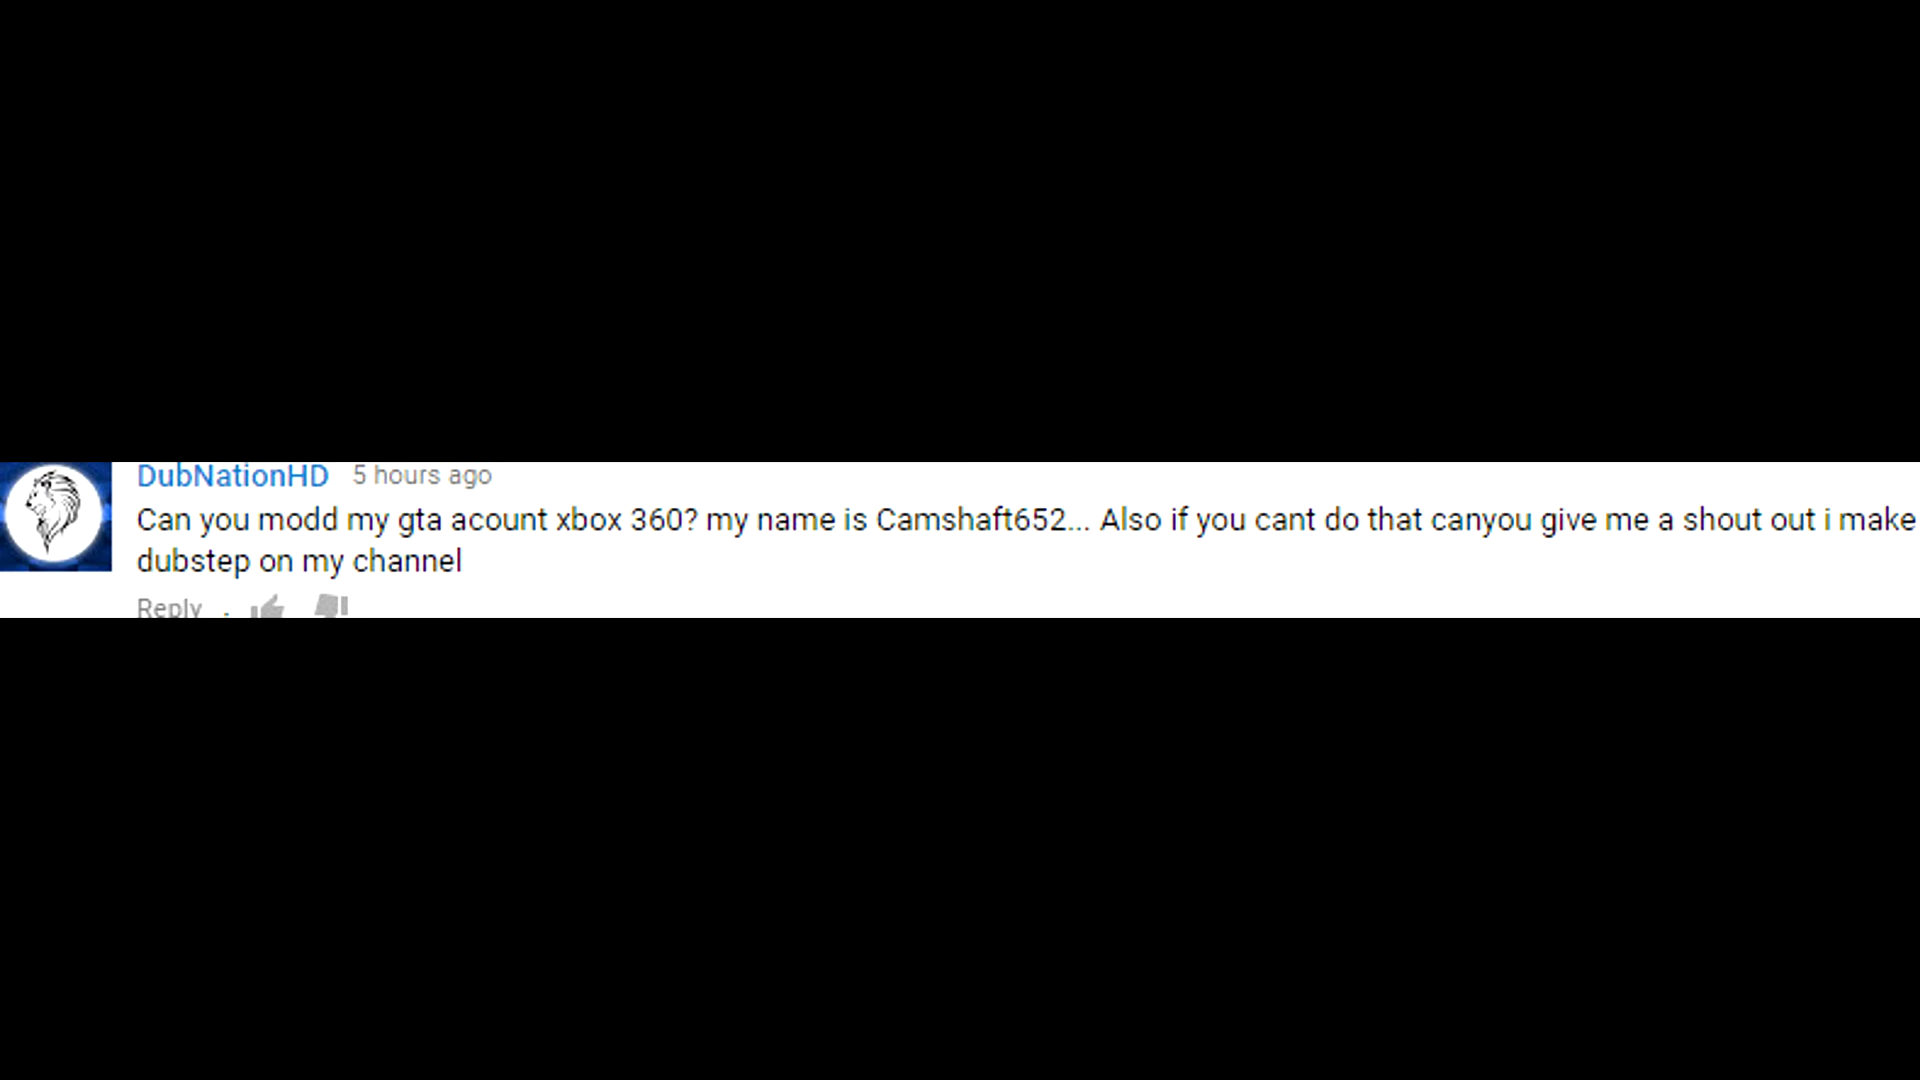 DubNationHD 5 hours ago
Can you modd my gta acount xbox 360? my name is Camshaft652... Also if you cant do that canyou give me a shout out i make
dubstep on my channel
Reply